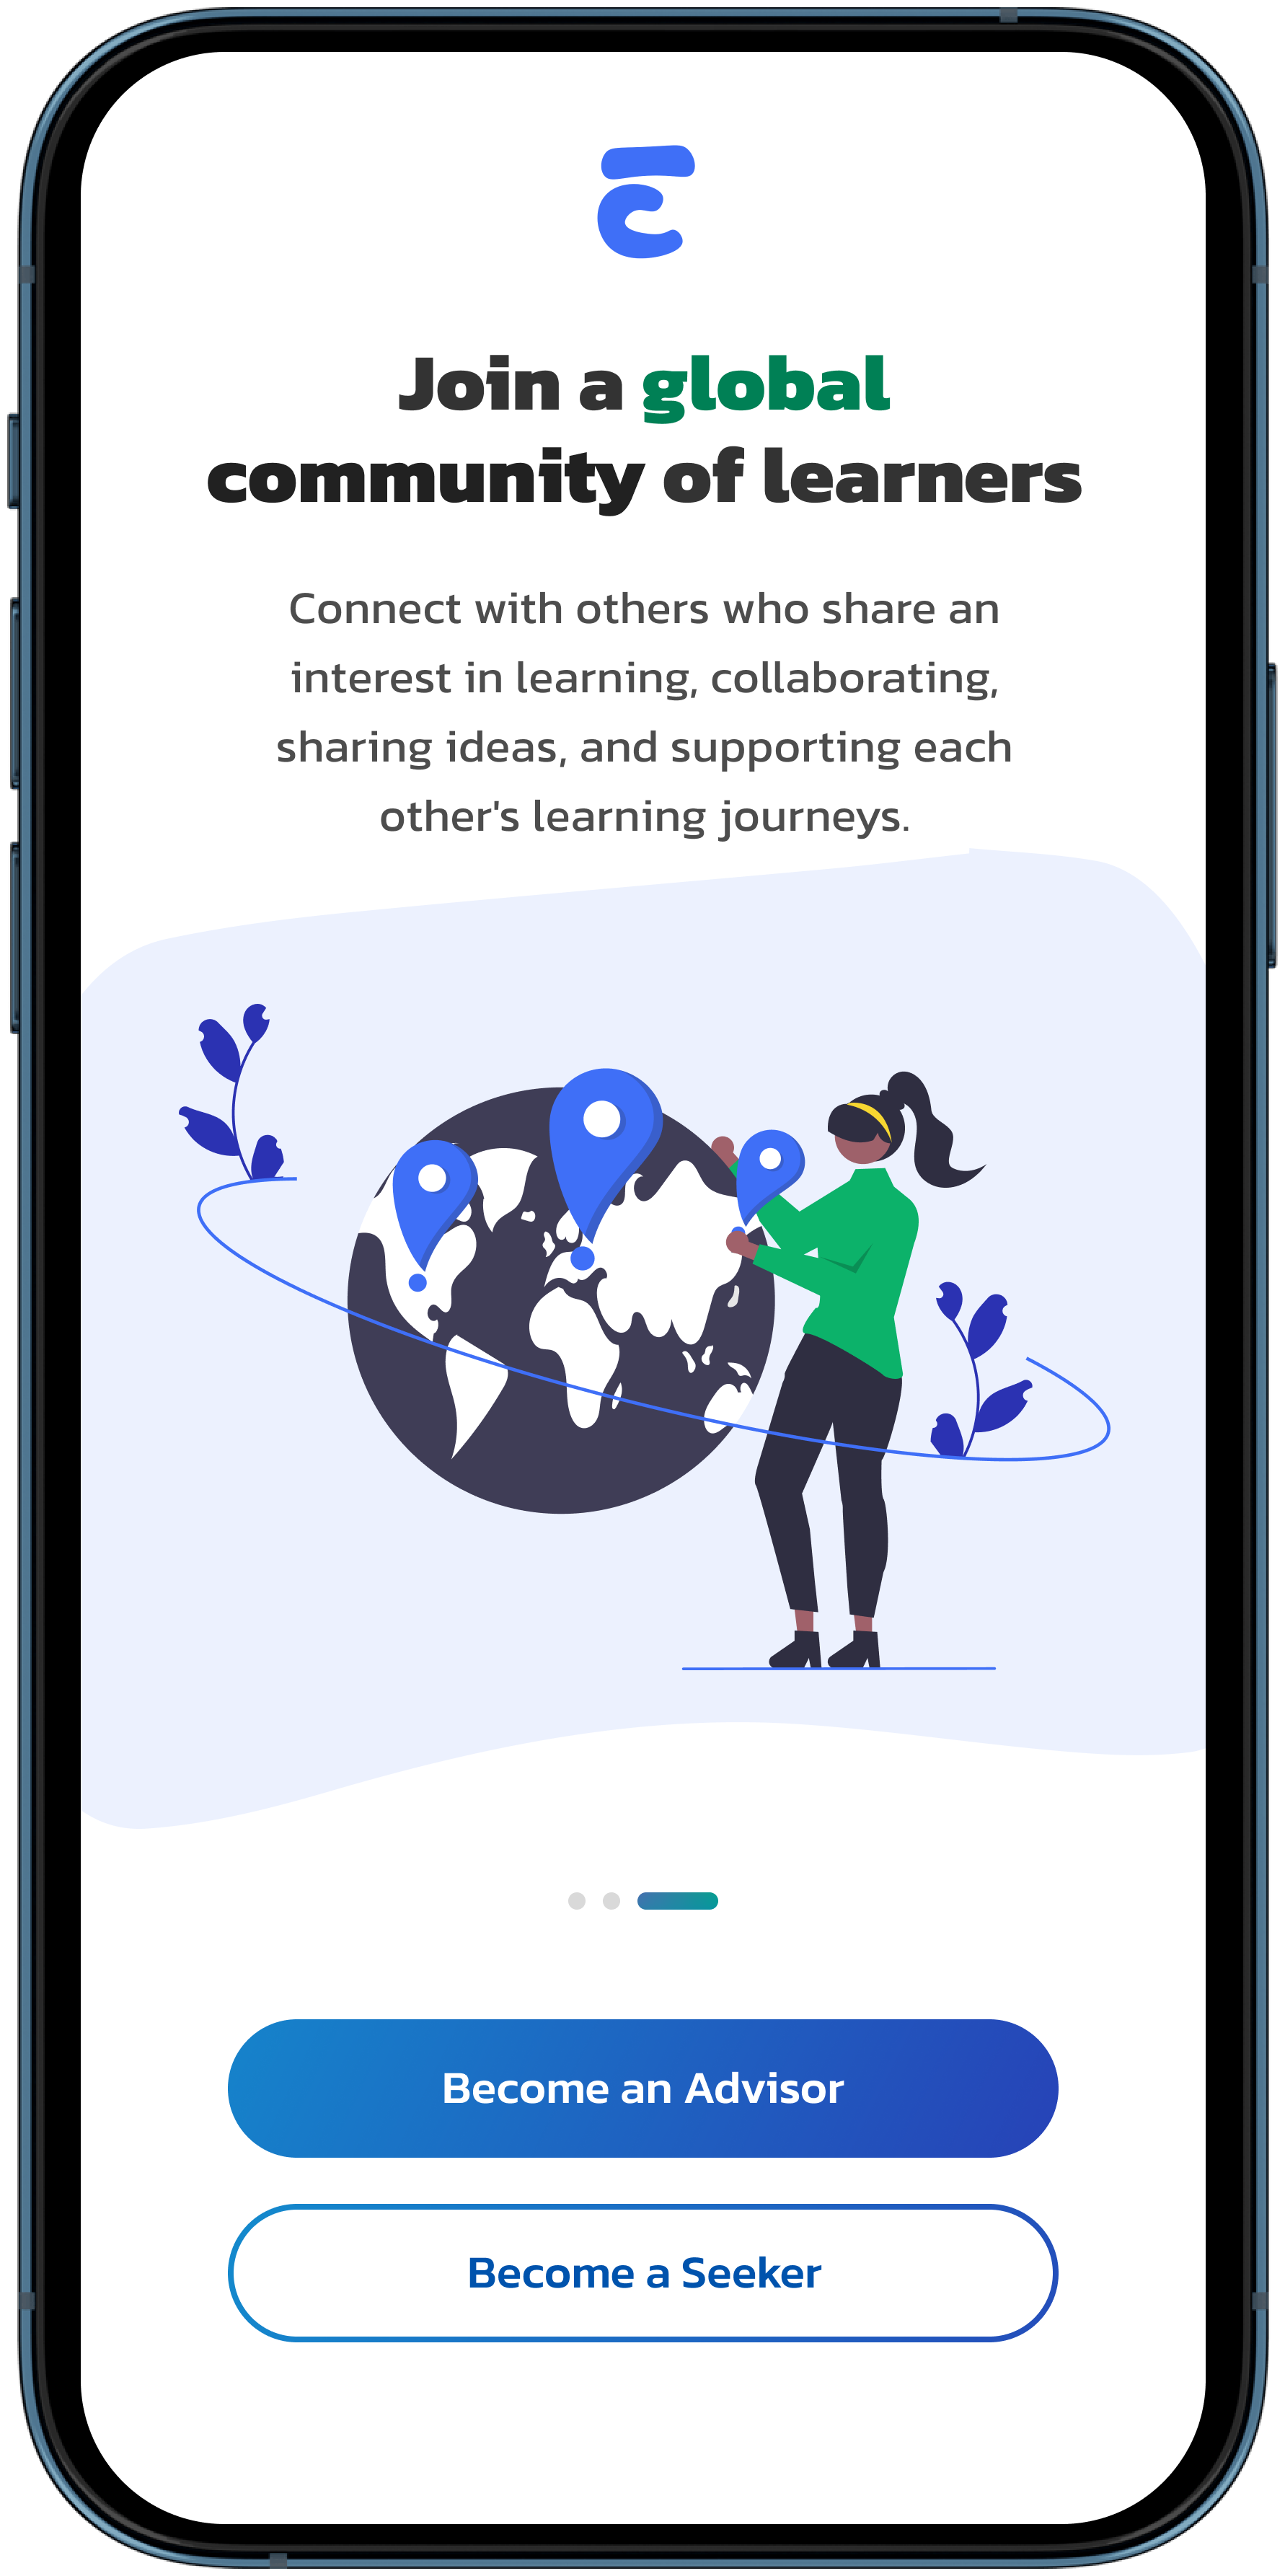 Join a global
community of learners
Connect with others who share an
interest in learning, collaborating,
sharing ideas, and supporting each
other's learning journeys.
Become an Advisor
Become a Seeker